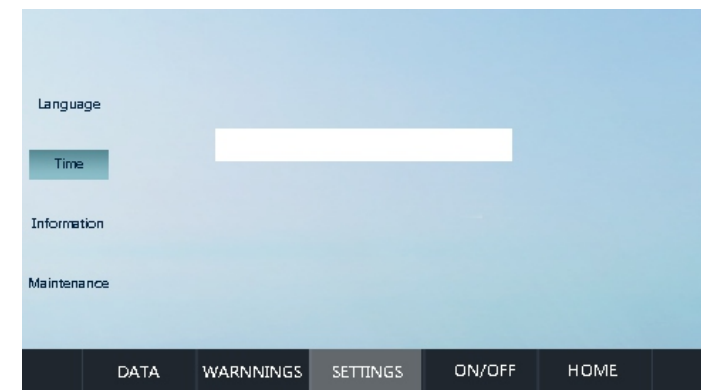 Language
Time
Information
Maintenance
DATA WARNNINGS SETTINGS ON/OFF HOME